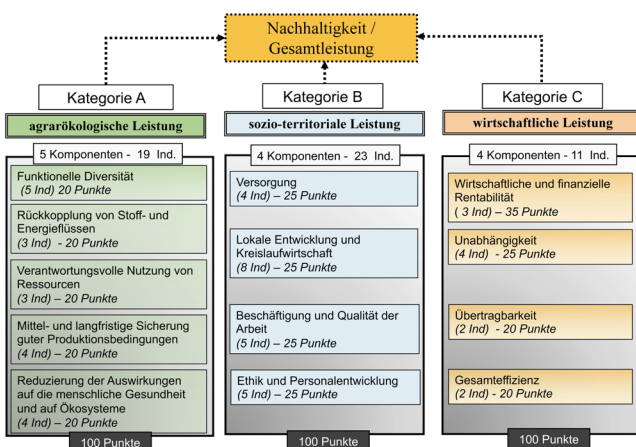 Nachhaltigkeit /
Gesamtleistung
Kategorie A
agrarökologische Leistung
5 Komponenten - 19 Ind.
Funktionelle Diversität
(5 Ind) 20 Punkte
Rückkopplung von Stoff- und
Energieflüssen
(3 Ind) - 20 Punkte
Verantwortungsvolle Nutzung von
Ressourcen
(3 Ind) – 20 Punkte
Mittel- und langfristige Sicherung
guter Produktionsbedingungen
(4 Ind) – 20 Punkte
Reduzierung der Auswirkungen
auf die menschliche Gesundheit
und auf Ökosysteme
(4 Ind) – 20 Punkte
100 Punkte
Kategorie B
sozio-territoriale Leistung
4 Komponenten - 23 Ind.
Versorgung
(4 Ind) – 25 Punkte
Lokale Entwicklung und
Kreislaufwirtschaft
(8 Ind) – 25 Punkte
Beschäftigung und Qualität der
Arbeit
(5 Ind) – 25 Punkte
Ethik und Personalentwicklung
(5 Ind) – 25 Punkte
100 Punkte
Kategorie C
wirtschaftliche Leistung
4 Komponenten - 11 Ind.
Wirtschaftliche und finanzielle
Rentabilität
( 3 Ind) – 35 Punkte
Unabhängigkeit
(4 Ind) - 25 Punkte
Übertragbarkeit
(2 Ind) - 20 Punkte
Gesamteffizienz
(2 Ind) - 20 Punkte
100 Punkte